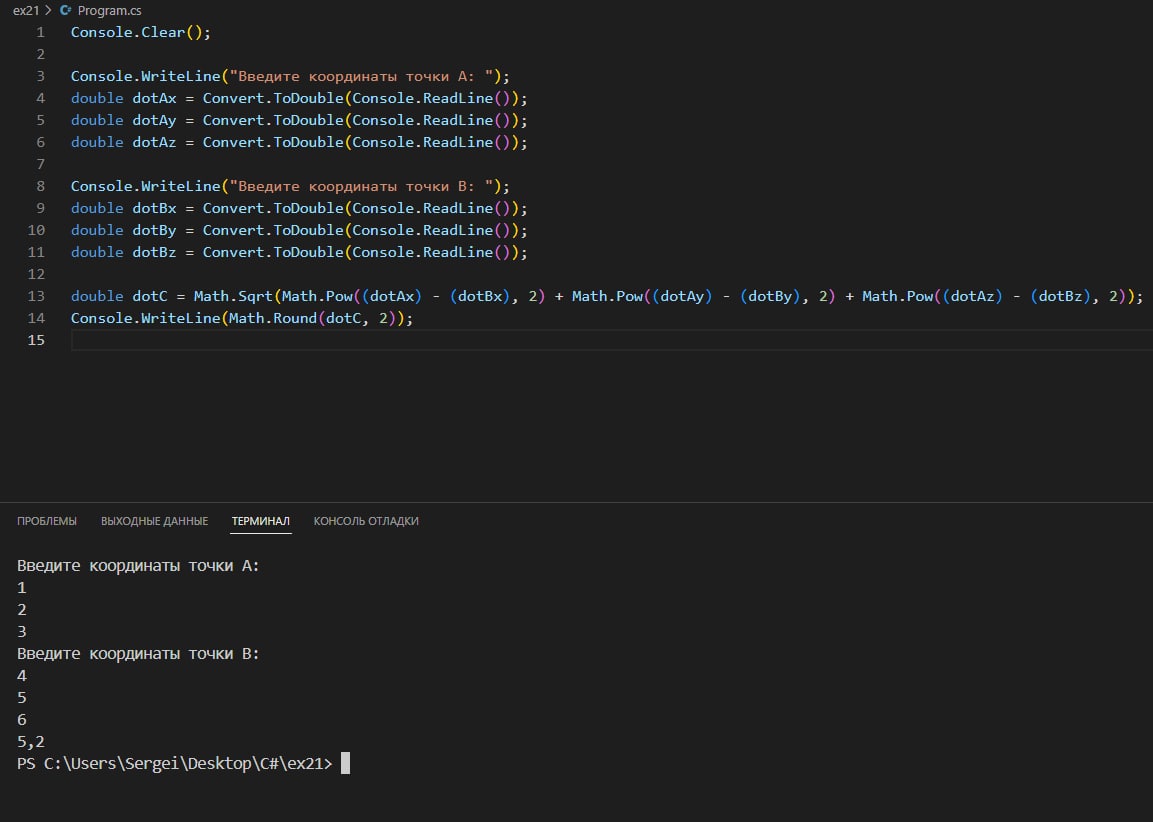 ex21 > Program.cs
1 Console.Clear();
2
3 Console.WriteLine("Введите координаты точки A: ");
4 double dotAx = Convert.ToDouble(Console.ReadLine());
5 double dotAy = Convert.ToDouble(Console.ReadLine());
6 double dotAz = Convert.ToDouble(Console.ReadLine());
7
8 Console.WriteLine("Введите координаты точки B: ");
9 double dotBx = Convert.ToDouble(Console.ReadLine());
10 double dotBy = Convert.ToDouble(Console.ReadLine());
11 double dotBz = Convert.ToDouble(Console.ReadLine());
12
13 double dotC = Math.Sqrt(Math.Pow((dotAx) - (dotBx), 2) + Math.Pow((dotAy) - (dotBy), 2) + Math.Pow((dotAz) - (dotBz), 2));
14 Console.WriteLine(Math.Round(dotC, 2));
15
ПРОБЛЕМЫ ВЫХОДНЫЕ ДАННЫЕ ТЕРМИНАЛ КОНСОЛЬ ОТЛАДКИ
Введите координаты точки A:
1
2
3
Введите координаты точки B:
4
5
6
5,2
PS C:\Users\Sergei\Desktop\C#\ex21>